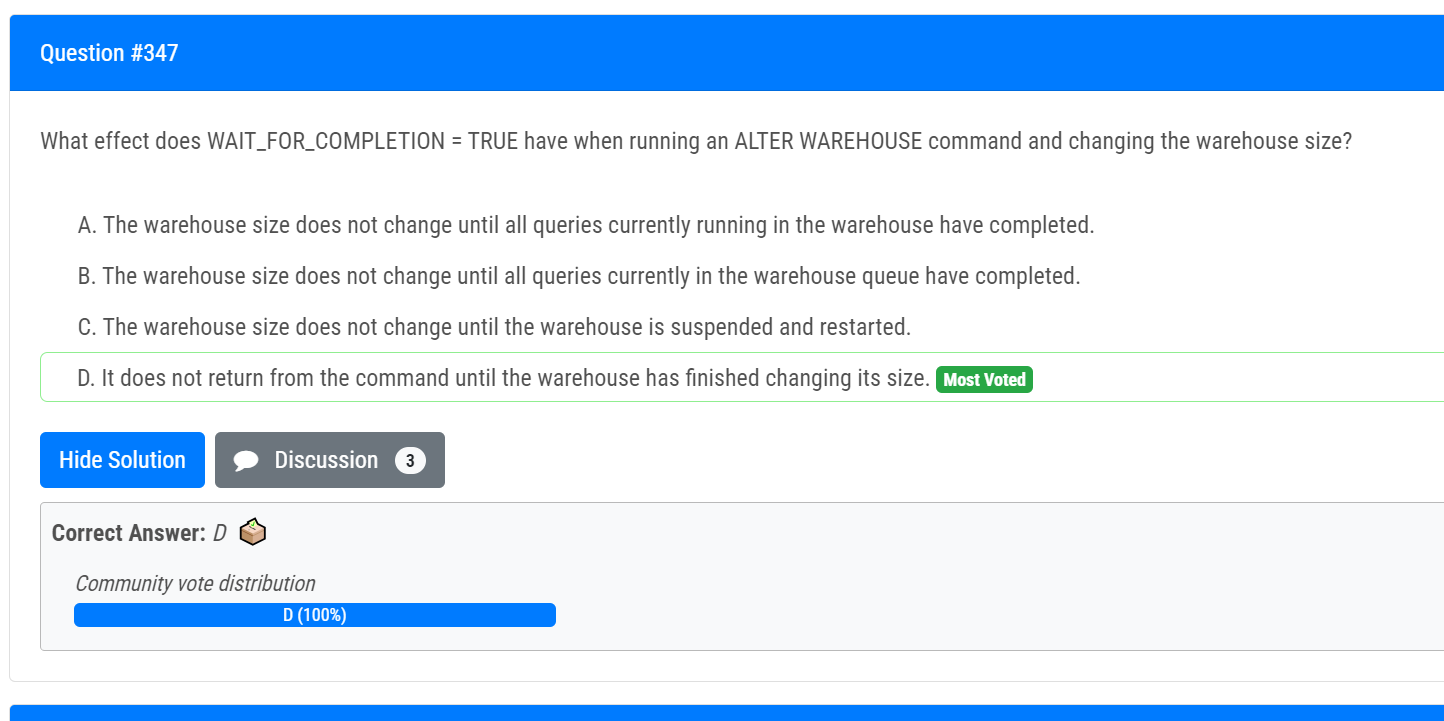 Question #347
What effect does WAIT_FOR_COMPLETION = TRUE have when running an ALTER WAREHOUSE command and changing the warehouse size?
A. The warehouse size does not change until all queries currently running in the warehouse have completed.
B. The warehouse size does not change until all queries currently in the warehouse queue have completed.
C. The warehouse size does not change until the warehouse is suspended and restarted.
D. It does not return from the command until the warehouse has finished changing its size. Most Voted
Hide Solution Discussion 3
Correct Answer: D
Community vote distribution
D (100%)